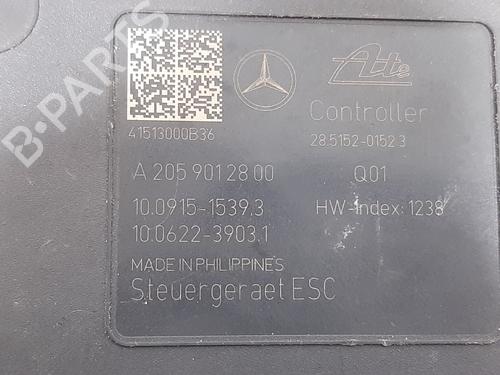 Ate
Controller
41513000B36
28.5152-0152.3
A 205 901 28 00
Q01
10.0915-1539.3
HW-Index: 1238
10.0622-3903.1
MADE IN PHILIPPINES
Steuergeraet ESC
B-PARTS